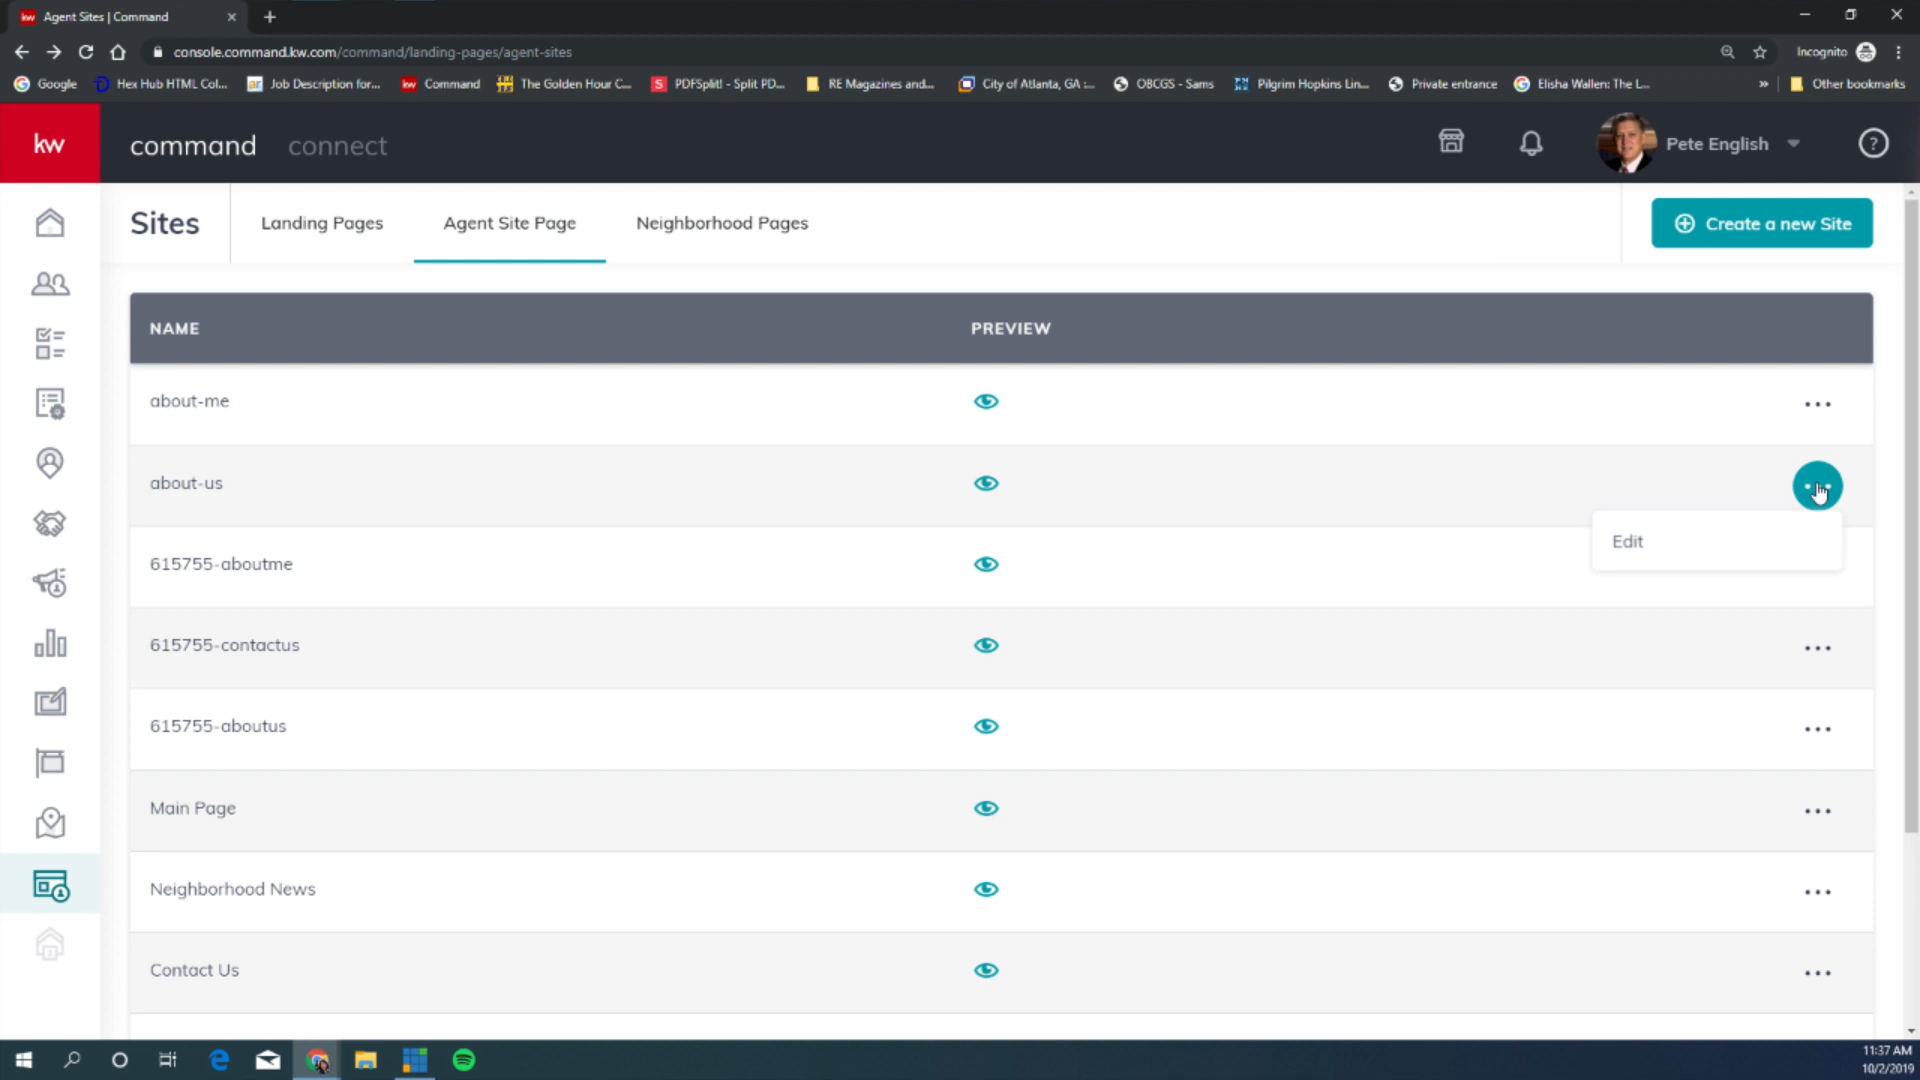 kw Agent Sites | Command
console.command.kw.com/command/landing-pages/agent-sites
Incognito
Google Hex Hub HTML Col... ar Job Description for... kw Command The Golden Hour C... S PDFSplit! - Split PD... RE Magazines and... City of Atlanta, GA :... OBCGS - Sams Pilgrim Hopkins Lin... Private entrance Elisha Wallen: The L... » Other bookmarks
kw command connect Pete English ?
Sites Landing Pages Agent Site Page Neighborhood Pages Create a new Site
NAME PREVIEW
about-me
about-us
Edit
615755-aboutme
615755-contactus
615755-aboutus
Main Page
Neighborhood News
Contact Us
11:37 AM
10/2/2019